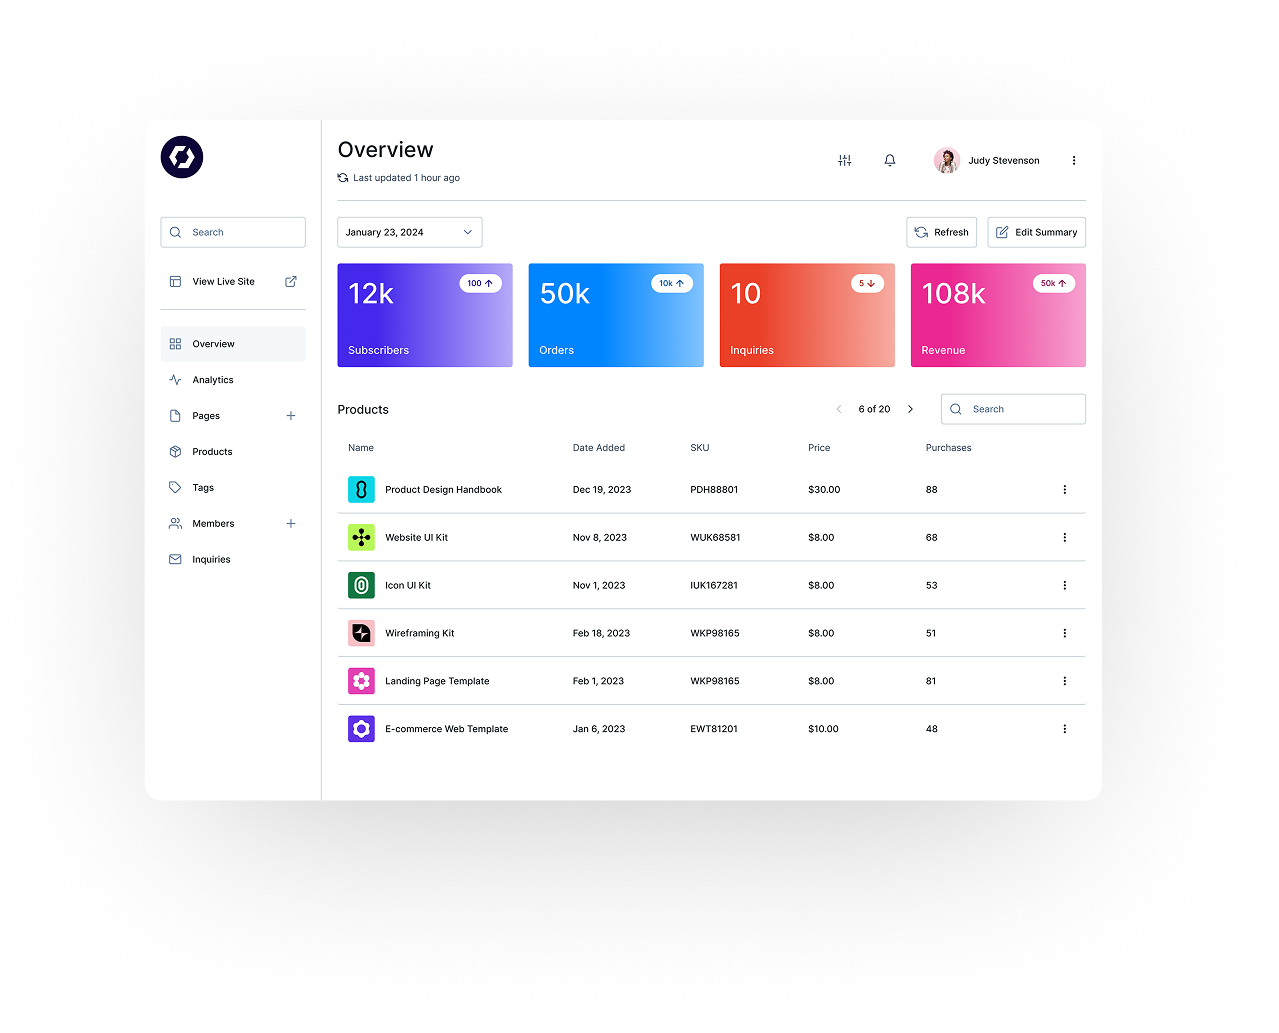 Overview
Last updated 1 hour ago
Judy Stevenson
Search
View Live Site
Overview
Analytics
Pages
Products
Tags
Members
Inquiries
January 23, 2024
Refresh
Edit Summary
12k
100
Subscribers
50k
10k
Orders
10
5
Inquiries
108k
50k
Revenue
Products
6 of 20
Search
Name Date Added SKU Price Purchases
Product Design Handbook Dec 19, 2023 PDH88801 $30.00 88
Website UI Kit Nov 8, 2023 WUK68581 $8.00 68
Icon UI Kit Nov 1, 2023 IUK167281 $8.00 53
Wireframing Kit Feb 18, 2023 WKP98165 $8.00 51
Landing Page Template Feb 1, 2023 WKP98165 $8.00 81
E-commerce Web Template Jan 6, 2023 EWT81201 $10.00 48